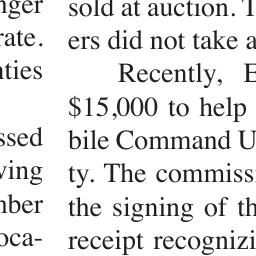 nger
rate.
nties
ssed
ving
mber
oca-
sold at auction. T
ers did not take a
Recently, E
$15,000 to help
bile Command U
ty. The commiss
the signing of th
receipt recognizi